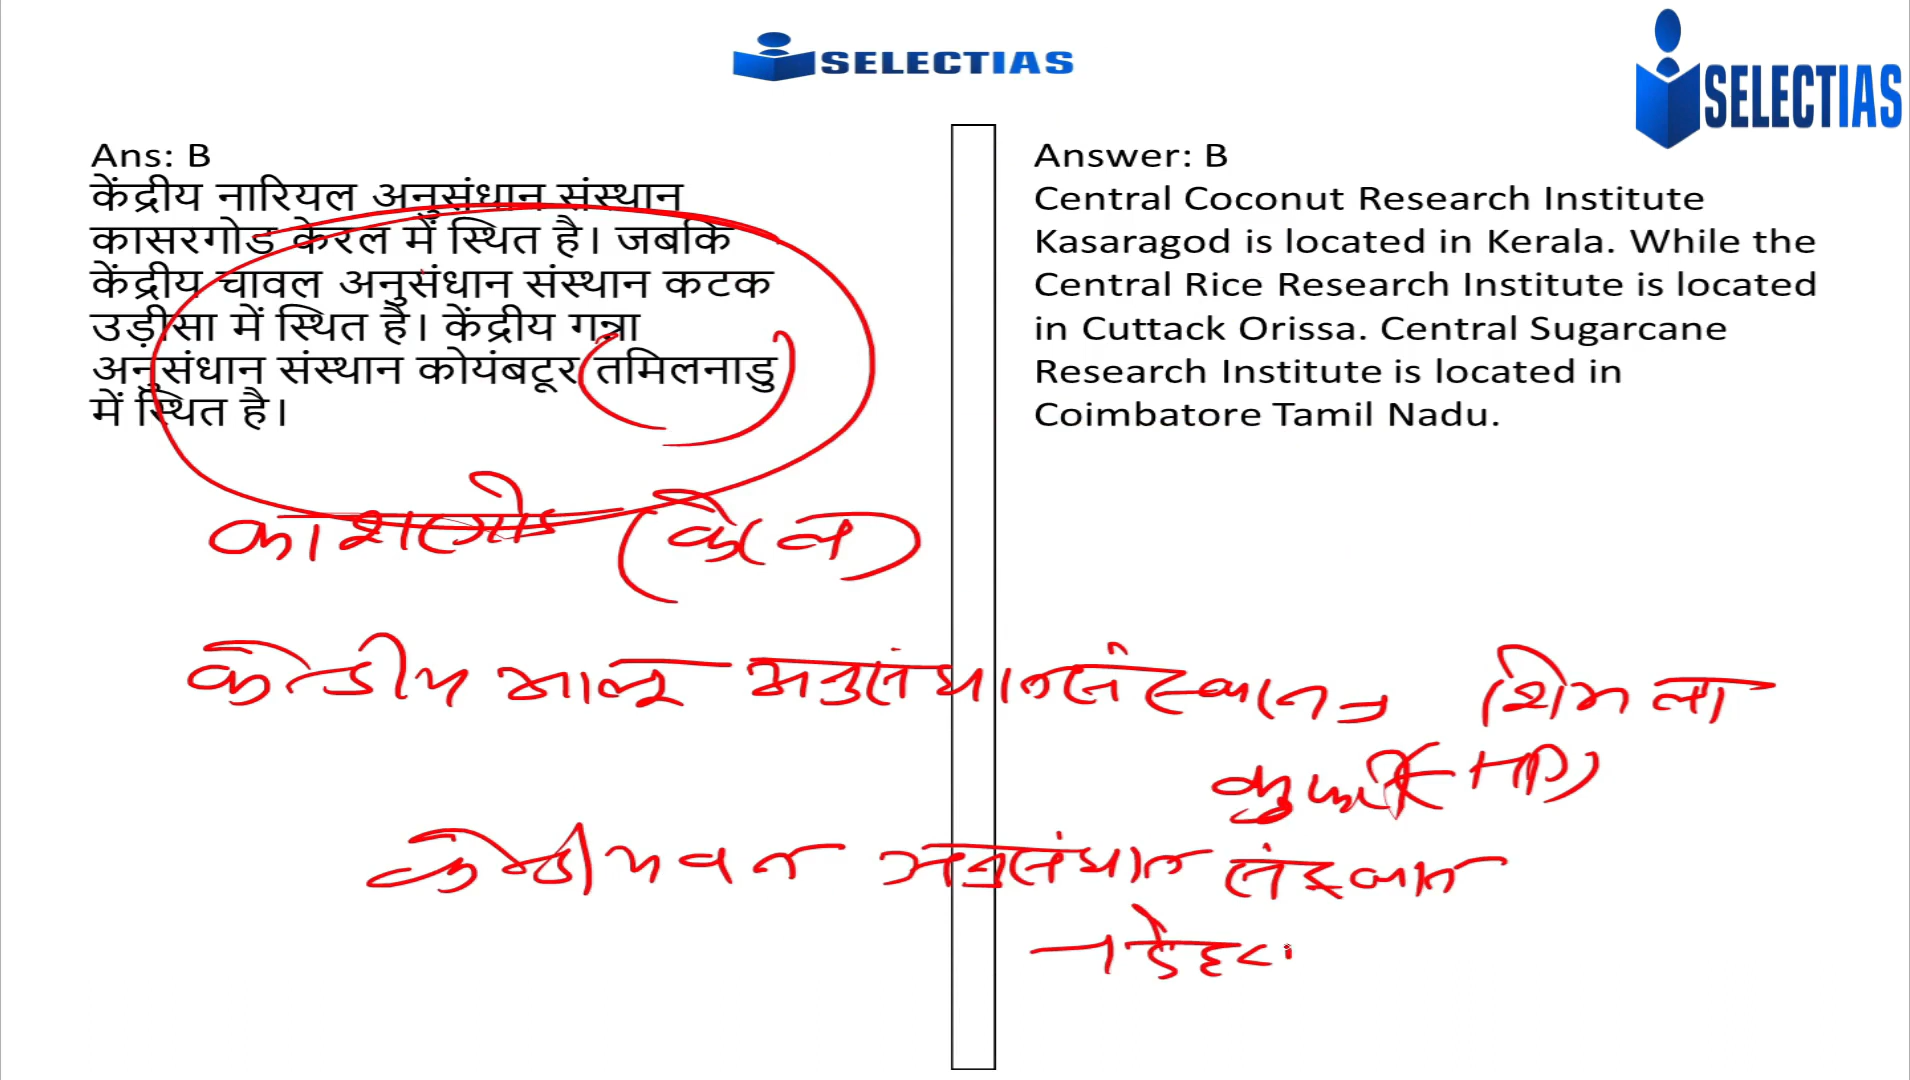 SELECTIAS
SELECTIAS
Ans: B
केंद्रीय नारियल अनुसंधान संस्थान
कासरगोड केरल में स्थित है। जबकि
केंद्रीय चावल अनुसंधान संस्थान कटक
उड़ीसा में स्थित है। केंद्रीय गन्ना
अनुसंधान संस्थान कोयंबटूर तमिलनाडु
में स्थित है।
Answer: B
Central Coconut Research Institute
Kasaragod is located in Kerala. While the
Central Rice Research Institute is located
in Cuttack Orissa. Central Sugarcane
Research Institute is located in
Coimbatore Tamil Nadu.
(केरल)
केन्द्रीय आलू अनुसंधान संस्थान शिमला
(HP)
केन्द्रीय वन अनुसंधान संस्थान